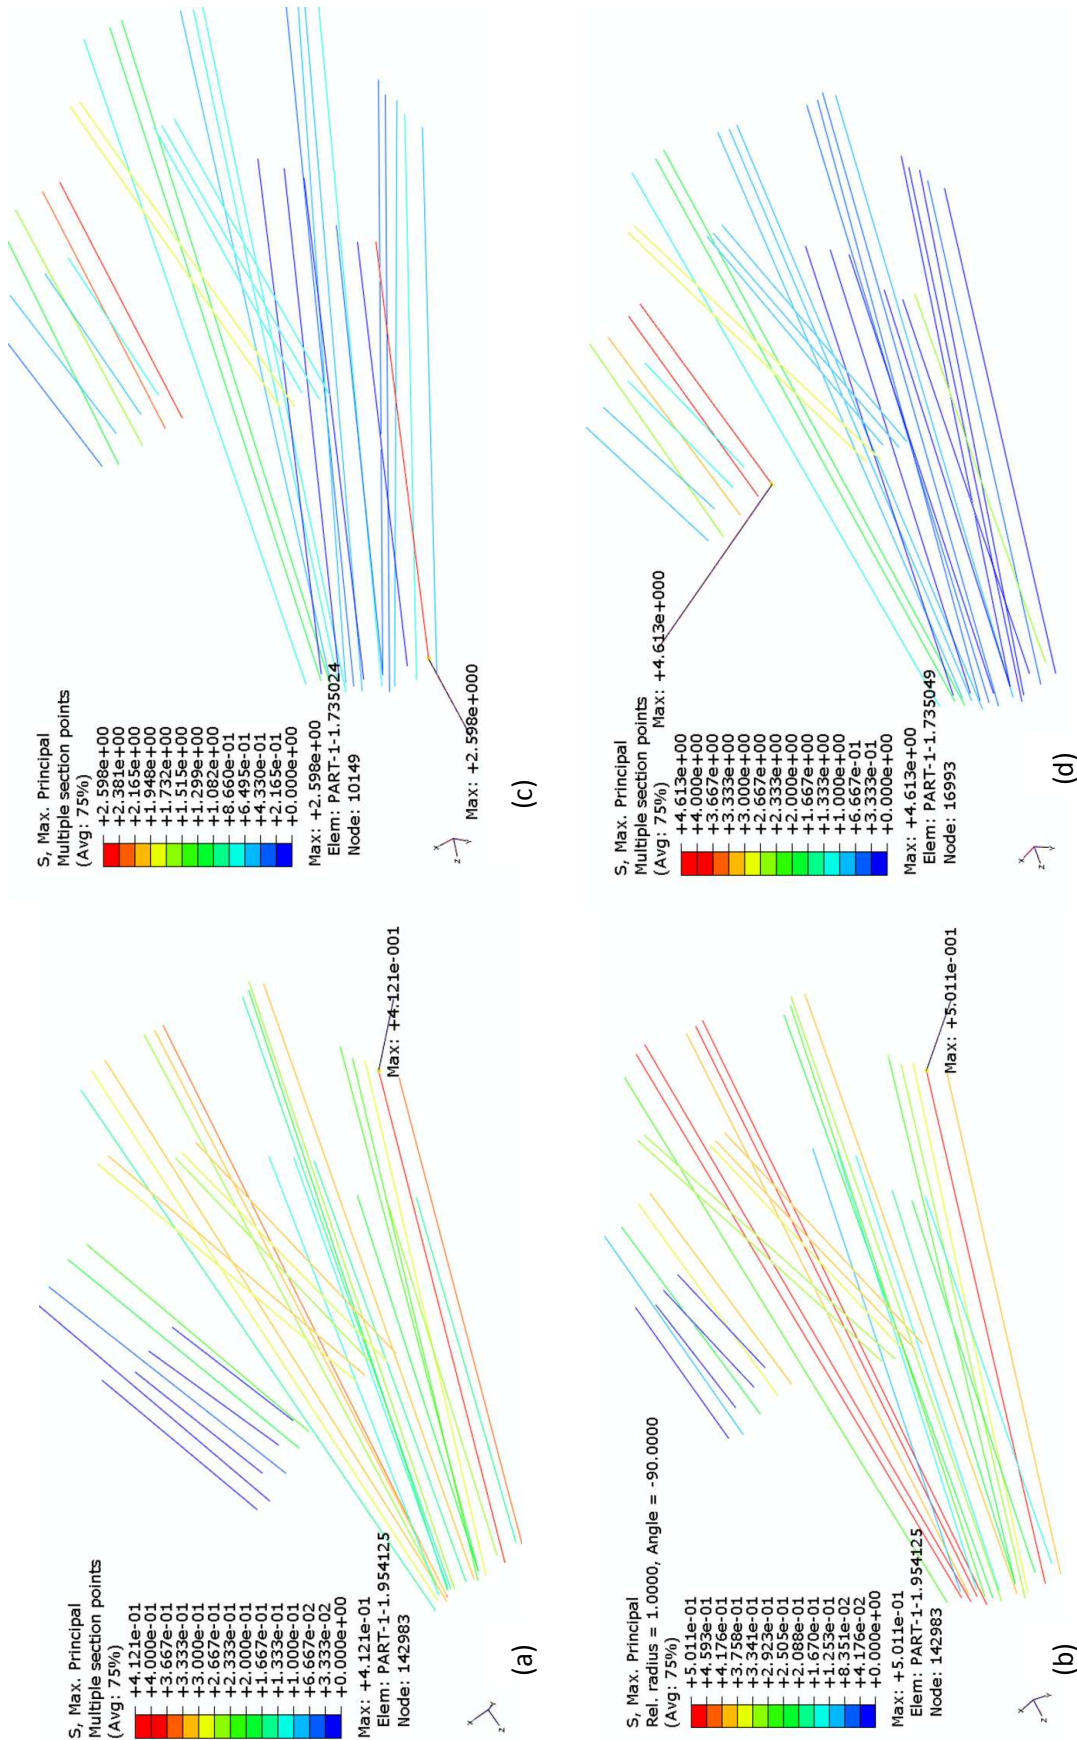 S, Max. Principal
Multiple section points
(Avg: 75%)
+4.121e-01
+4.000e-01
+3.667e-01
+3.333e-01
+3.000e-01
+2.667e-01
+2.333e-01
+2.000e-01
+1.667e-01
+1.333e-01
+1.000e-01
+6.667e-02
+3.333e-02
+0.000e+00
Max: +4.121e-01
Elem: PART-1-1.954125
Node: 142983
Max: +4.121e-001
(a)
S, Max. Principal
Rel. radius = 1.0000, Angle = -90.0000
(Avg: 75%)
+5.011e-01
+4.593e-01
+4.176e-01
+3.758e-01
+3.341e-01
+2.923e-01
+2.505e-01
+2.088e-01
+1.670e-01
+1.253e-01
+8.351e-02
+4.176e-02
+0.000e+00
Max: +5.011e-01
Elem: PART-1-1.954125
Node: 142983
Max: +5.011e-001
(b)
S, Max. Principal
Multiple section points
(Avg: 75%)
+2.598e+00
+2.381e+00
+2.165e+00
+1.948e+00
+1.732e+00
+1.515e+00
+1.299e+00
+1.082e+00
+8.660e-01
+6.495e-01
+4.330e-01
+2.165e-01
+0.000e+00
Max: +2.598e+00
Elem: PART-1-1.735024
Node: 10149
Max: +2.598e+000
(c)
S, Max. Principal
Multiple section points
(Avg: 75%)
+4.613e+00
+4.000e+00
+3.667e+00
+3.333e+00
+3.000e+00
+2.667e+00
+2.333e+00
+2.000e+00
+1.667e+00
+1.333e+00
+1.000e+00
+6.667e-01
+3.333e-01
+0.000e+00
Max: +4.613e+00
Elem: PART-1-1.735049
Node: 16993
Max: +4.613e+000
(d)